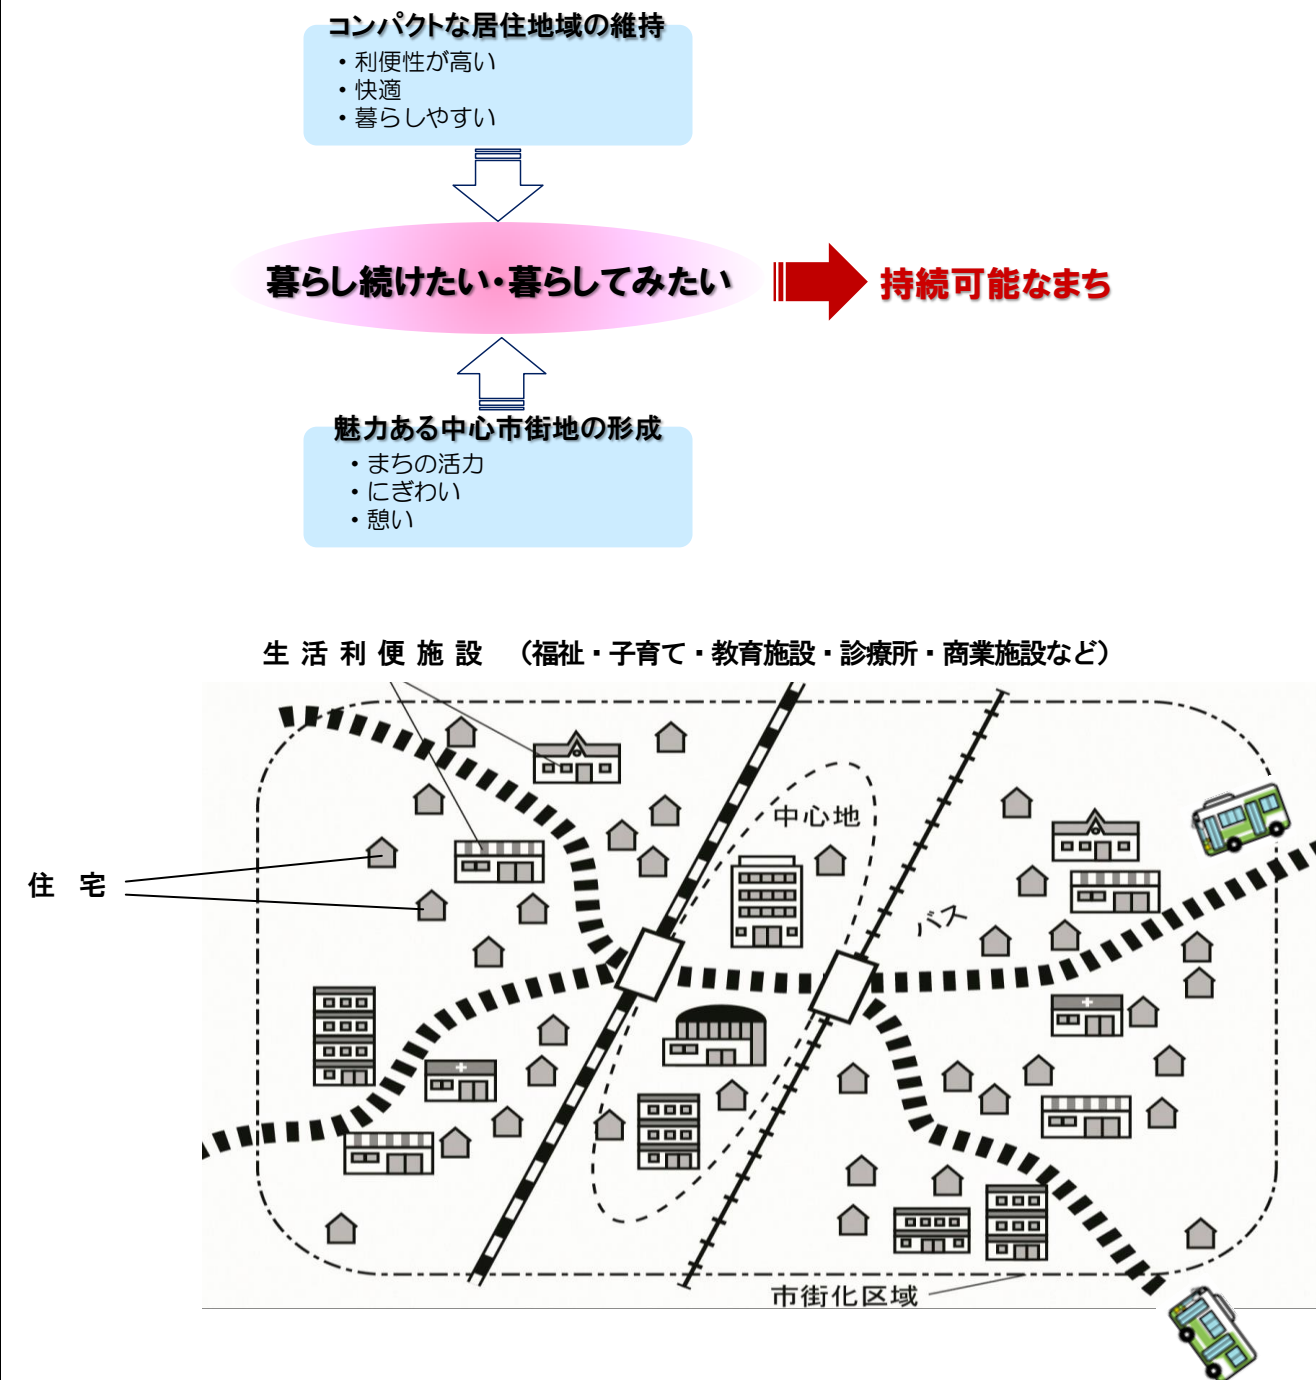 コンパクトな居住地域の維持
・利便性が高い
・快適
・暮らしやすい
暮らし続けたい・暮らしてみたい
持続可能なまち
魅力ある中心市街地の形成
・まちの活力
・にぎわい
・憩い
生活利便施設 （福祉・子育て・教育施設・診療所・商業施設など）
中心地
住 宅
バス
市街化区域